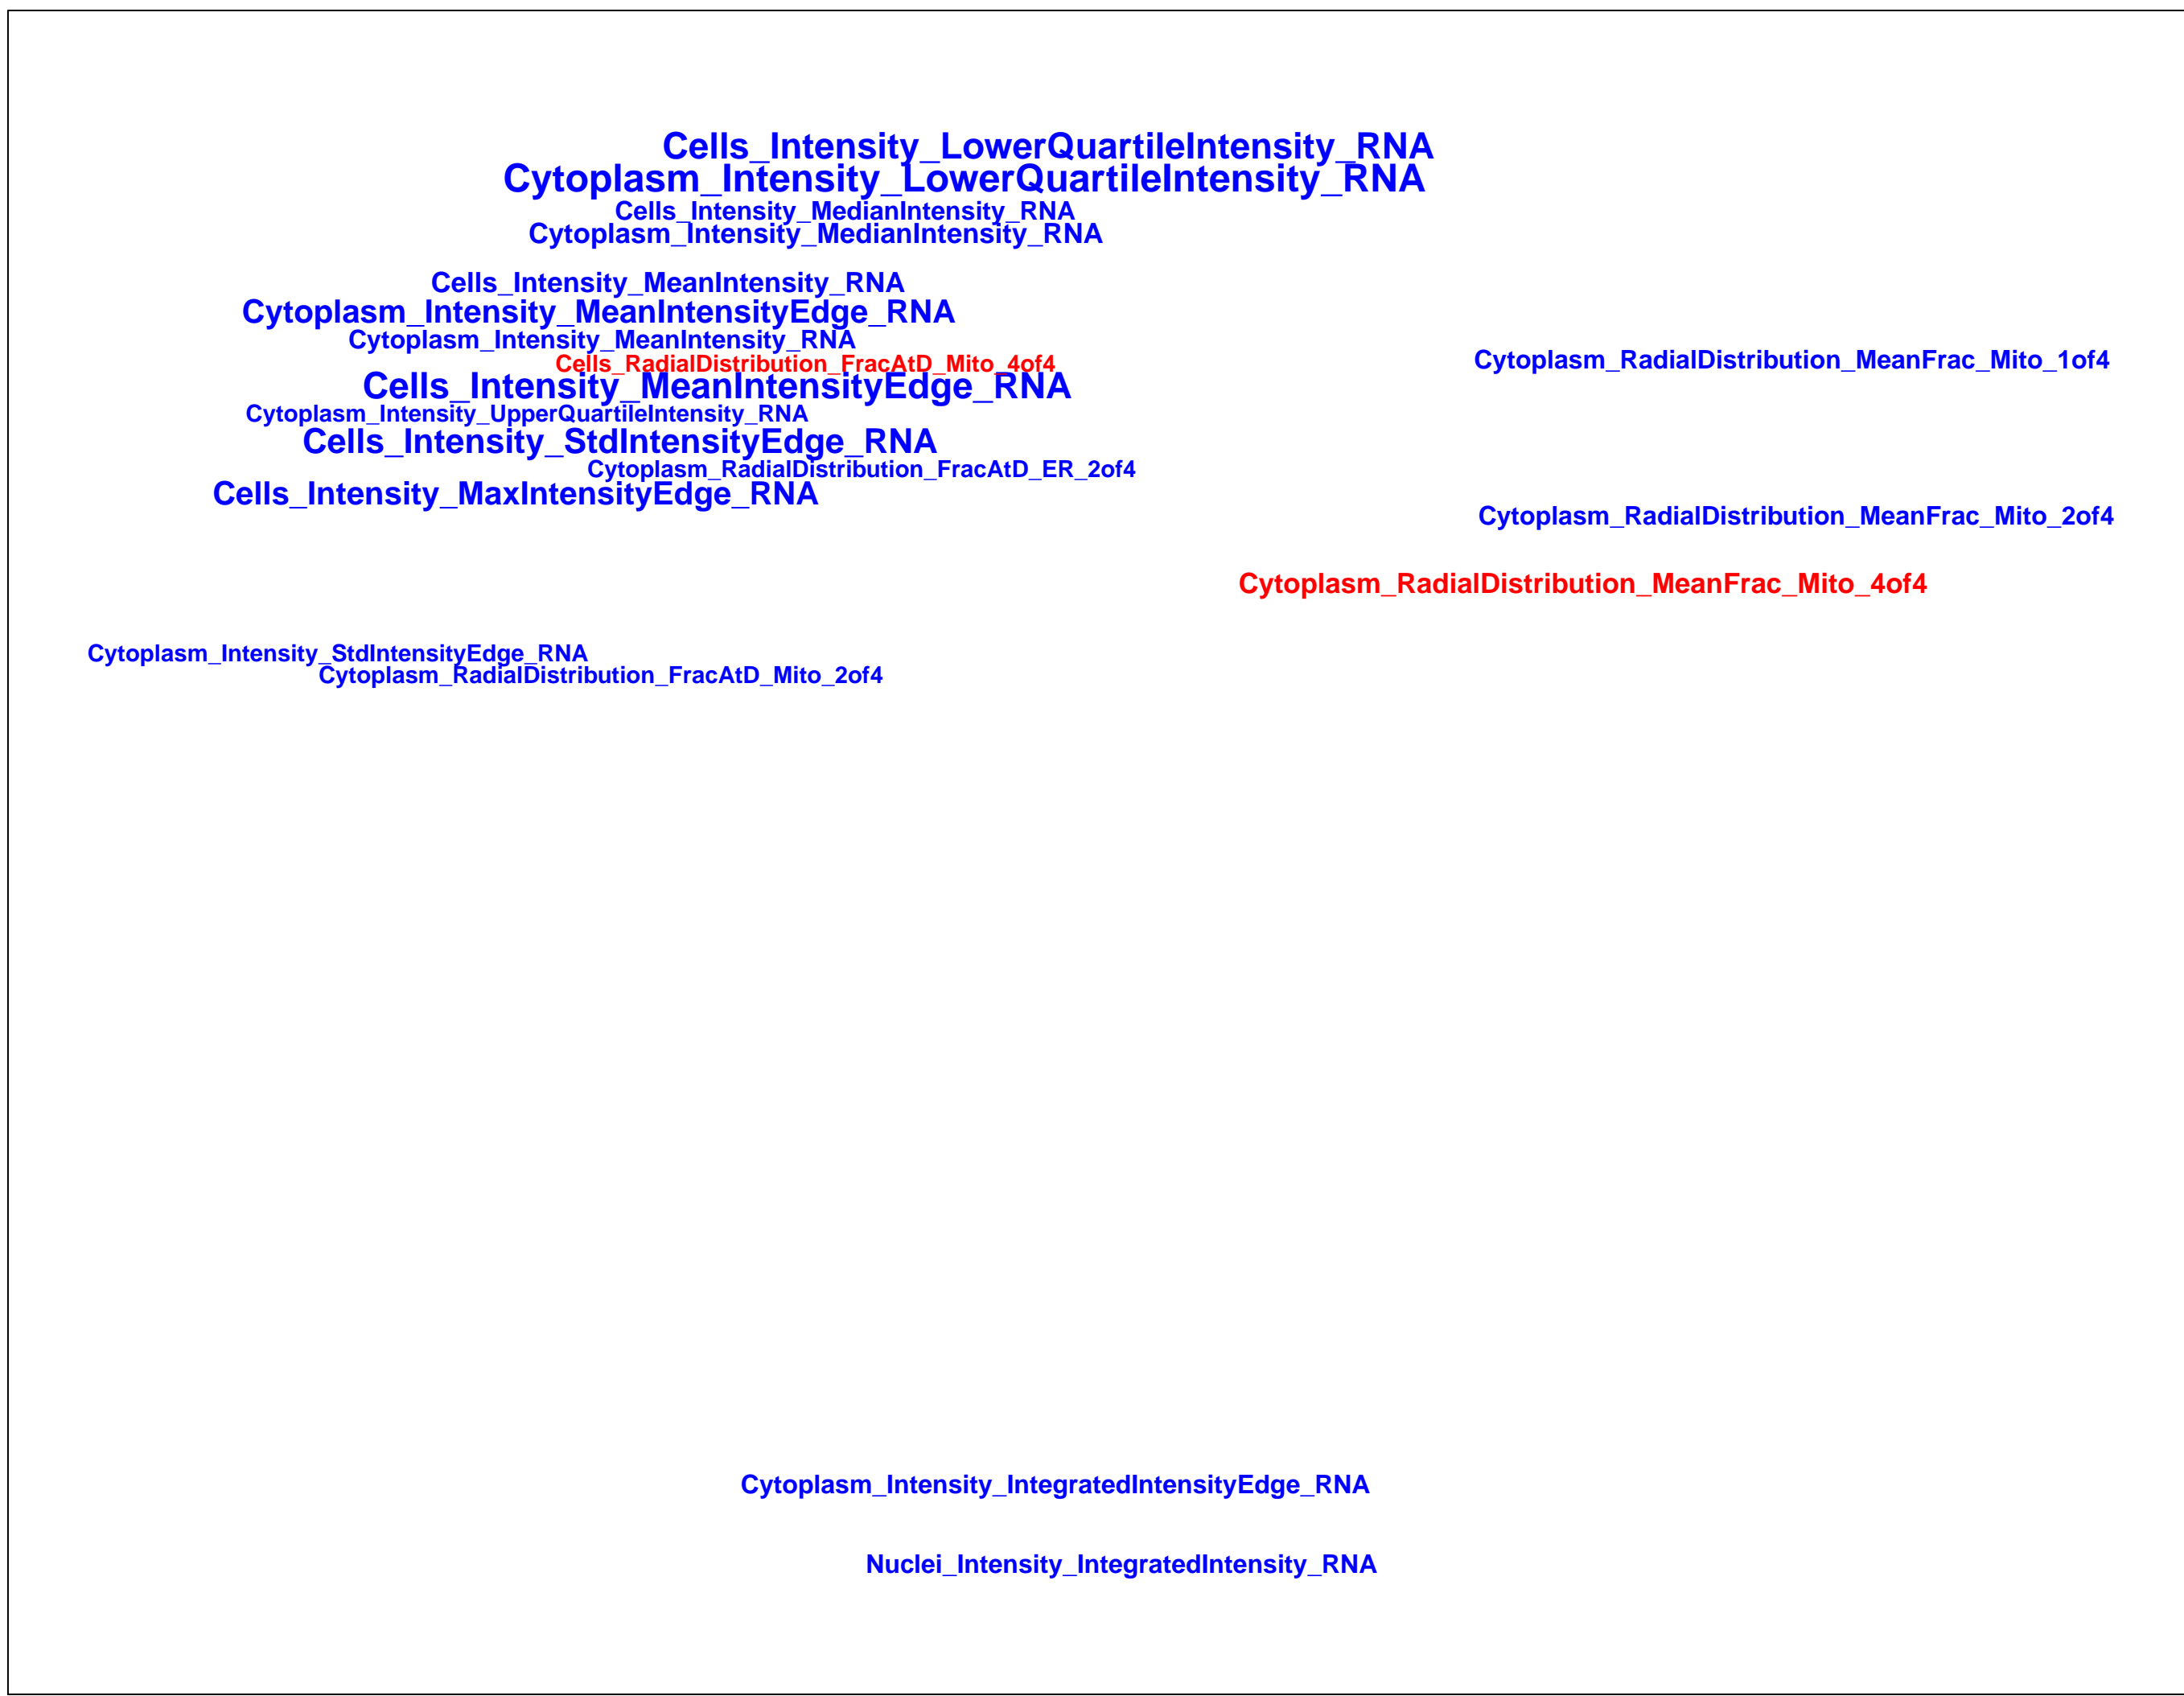 Cells_Intensity_LowerQuartileIntensity_RNA
Cytoplasm_Intensity_LowerQuartileIntensity_RNA
Cells_Intensity_MedianIntensity_RNA
Cytoplasm_Intensity_MedianIntensity_RNA
Cells_Intensity_MeanIntensity_RNA
Cytoplasm_Intensity_MeanIntensityEdge_RNA
Cytoplasm_Intensity_MeanIntensity_RNA
Cytoplasm_RadialDistribution_MeanFrac_Mito_1of4
Cells_RadialDistribution_FracAtD_Mito_4of4
Cells_Intensity_MeanIntensityEdge_RNA
Cytoplasm_Intensity_UpperQuartileIntensity_RNA
Cells_Intensity_StdIntensityEdge_RNA
Cytoplasm_RadialDistribution_FracAtD_ER_2of4
Cells_Intensity_MaxIntensityEdge_RNA
Cytoplasm_RadialDistribution_MeanFrac_Mito_2of4
Cytoplasm_RadialDistribution_MeanFrac_Mito_4of4
Cytoplasm_Intensity_StdIntensityEdge_RNA
Cytoplasm_RadialDistribution_FracAtD_Mito_2of4
Cytoplasm_Intensity_IntegratedIntensityEdge_RNA
Nuclei_Intensity_IntegratedIntensity_RNA